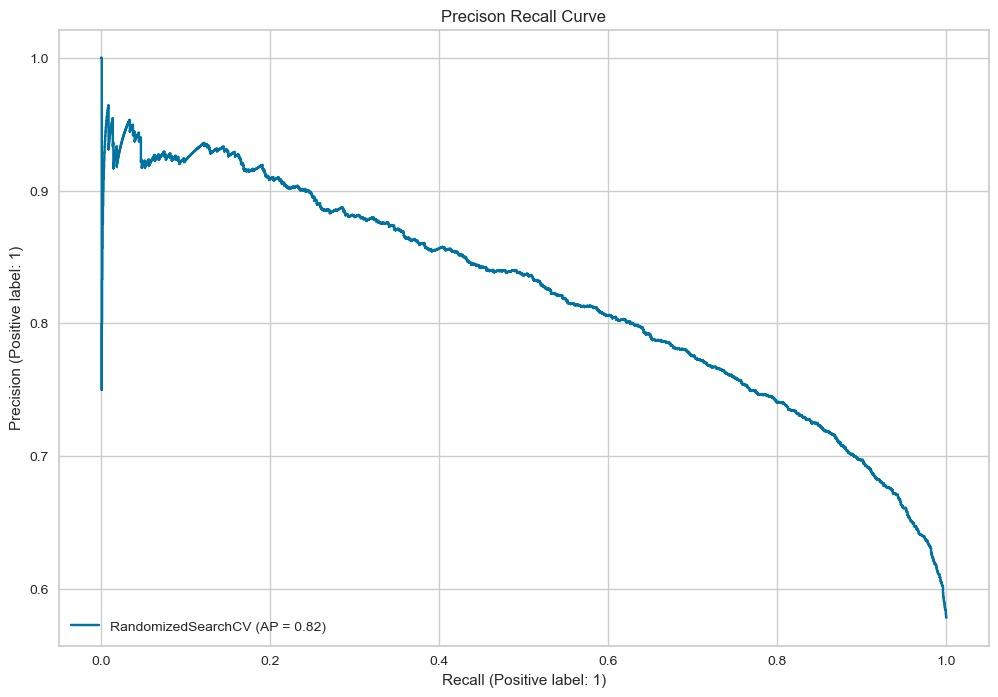 Precison Recall Curve
1.0
0.9
0.8
0.7
0.6
Precision (Positive label: 1)
RandomizedSearchCV (AP = 0.82)
0.0 0.2 0.4 0.6 0.8 1.0
Recall (Positive label: 1)